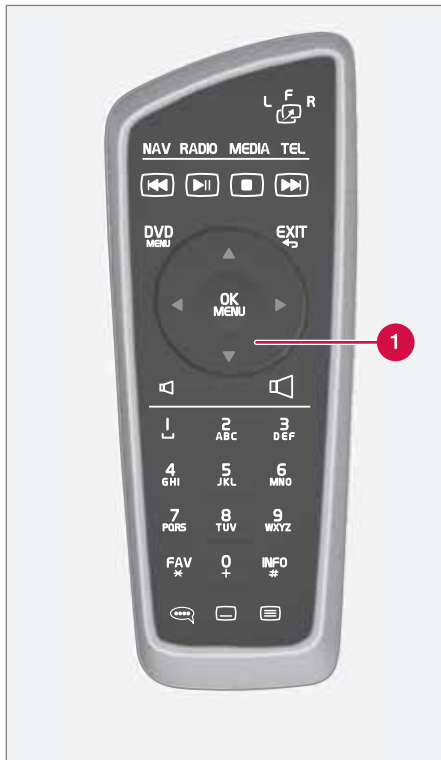 L F R
NAV RADIO MEDIA TEL
DVD EXIT
MENU
OK
MENU
1
1 2 3
ABC DEF
4 5 6
GHI JKL MNO
7 8 9
PQRS TUV WXYZ
FAV 0 INFO
* + #